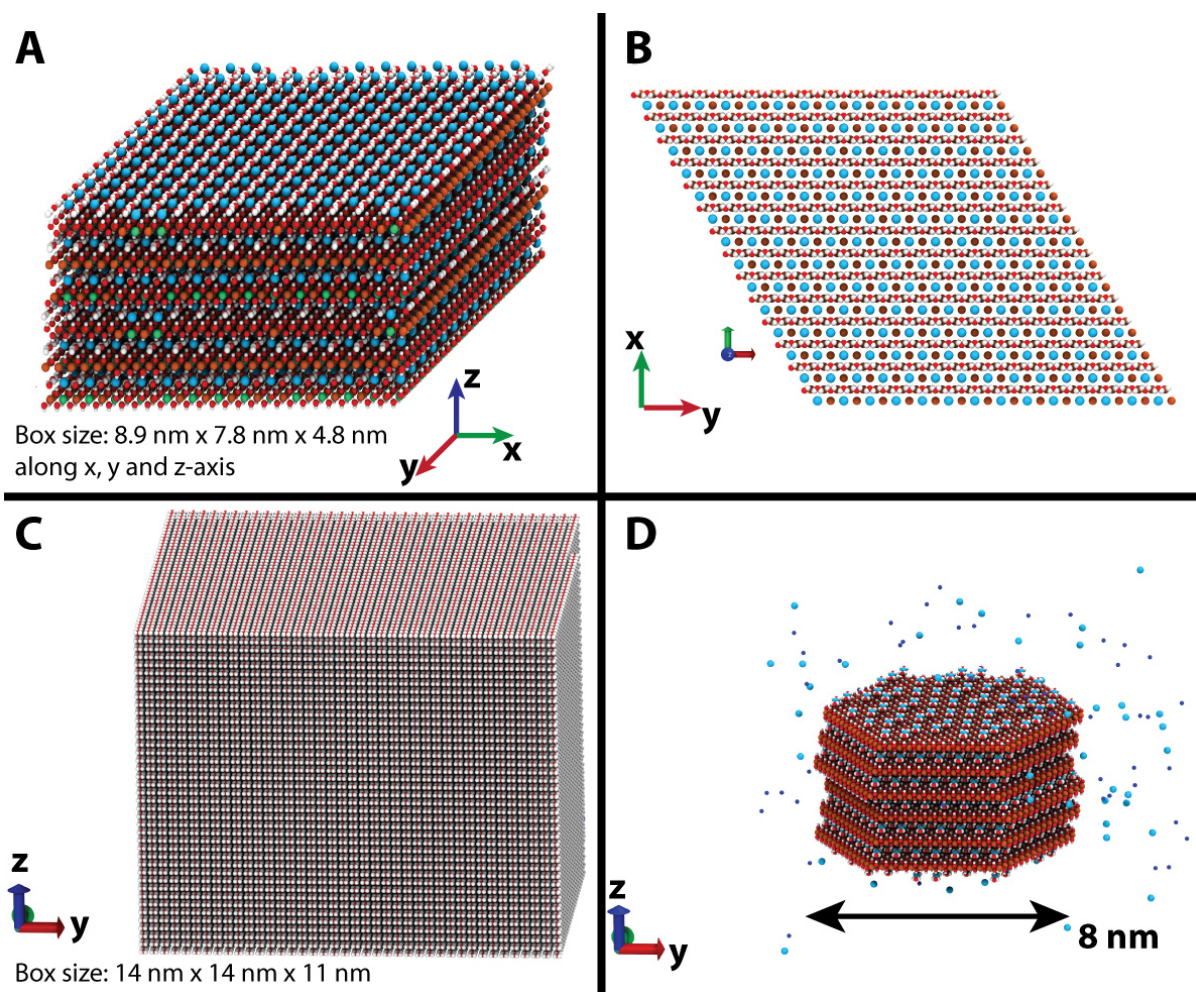 A
z
x
y
Box size: 8.9 nm x 7.8 nm x 4.8 nm
along x, y and z-axis
B
x
y
C
z
y
Box size: 14 nm x 14 nm x 11 nm
D
z
y
8 nm